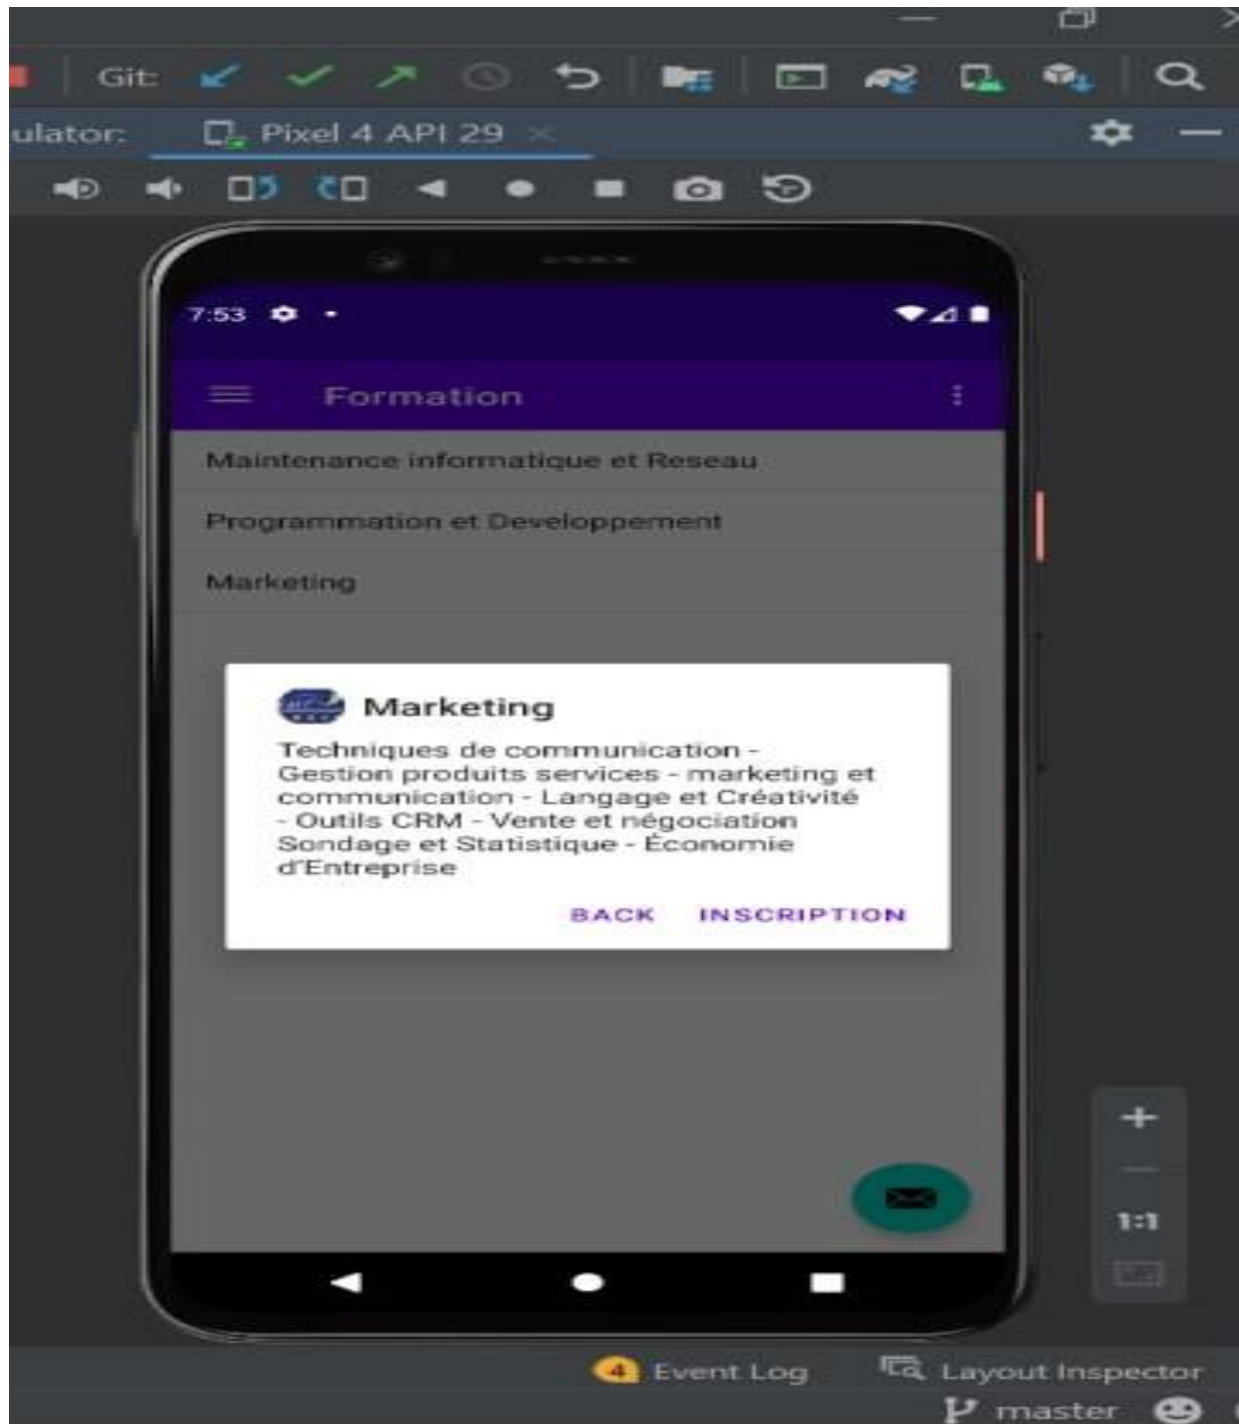 Git:
ulator: Pixel 4 API 29
7:53
Formation
Maintenance informatique et Reseau
Programmation et Developpement
Marketing
Marketing
Techniques de communication -
Gestion produits services - marketing et
communication - Langage et Créativité
- Outils CRM - Vente et négociation
Sondage et Statistique - Économie
d'Entreprise
BACK INSCRIPTION
1:1
4 Event Log Layout Inspector
master